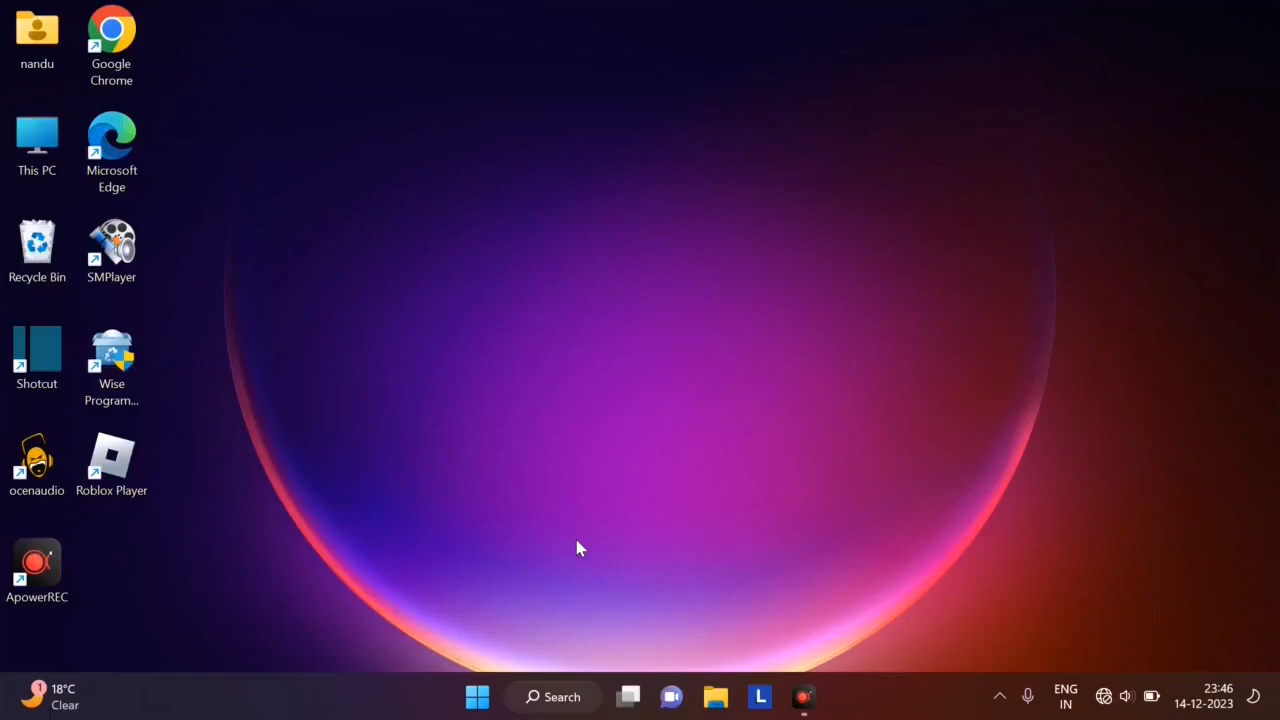 nandu
Google
Chrome
This PC
Microsoft
Edge
Recycle Bin
SMPlayer
Shotcut
Wise
Program...
ocenaudio
Roblox Player
ApowerREC
1
18°C
Clear
Search
L
ENG
IN
23:46
14-12-2023